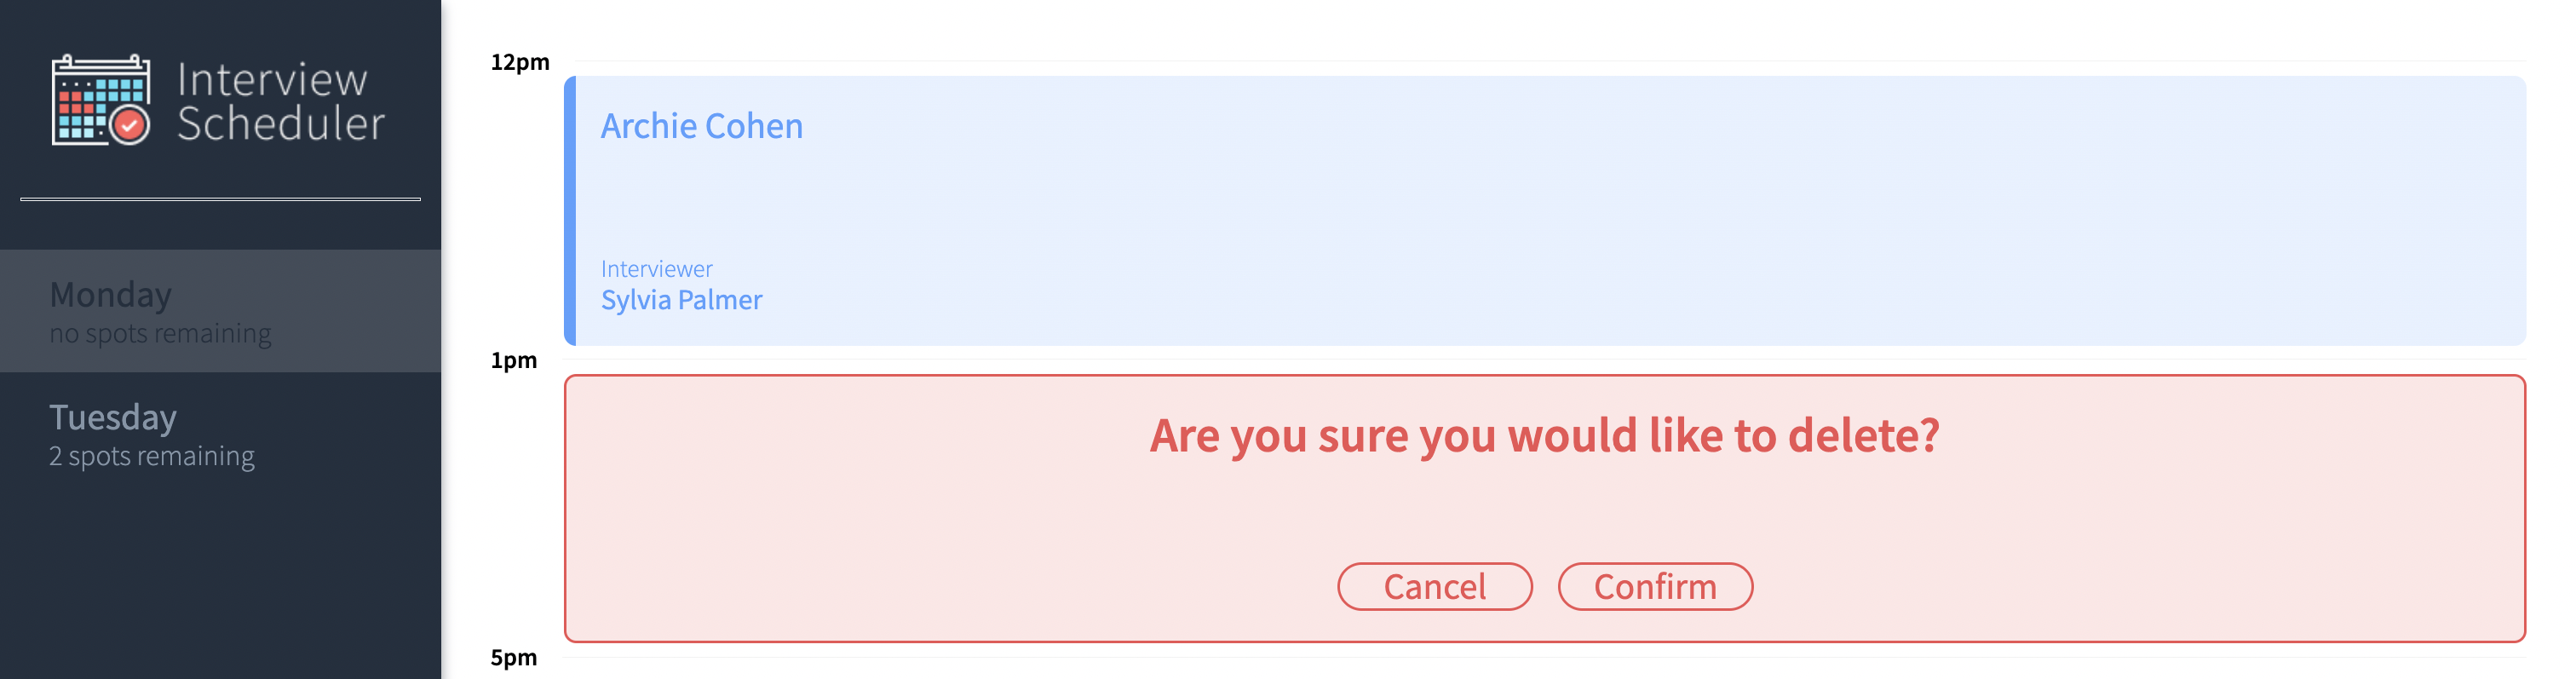 Interview
Scheduler
Monday
no spots remaining
Tuesday
2 spots remaining
12pm
Archie Cohen
Interviewer
Sylvia Palmer
1pm
Are you sure you would like to delete?
Cancel
Confirm
5pm